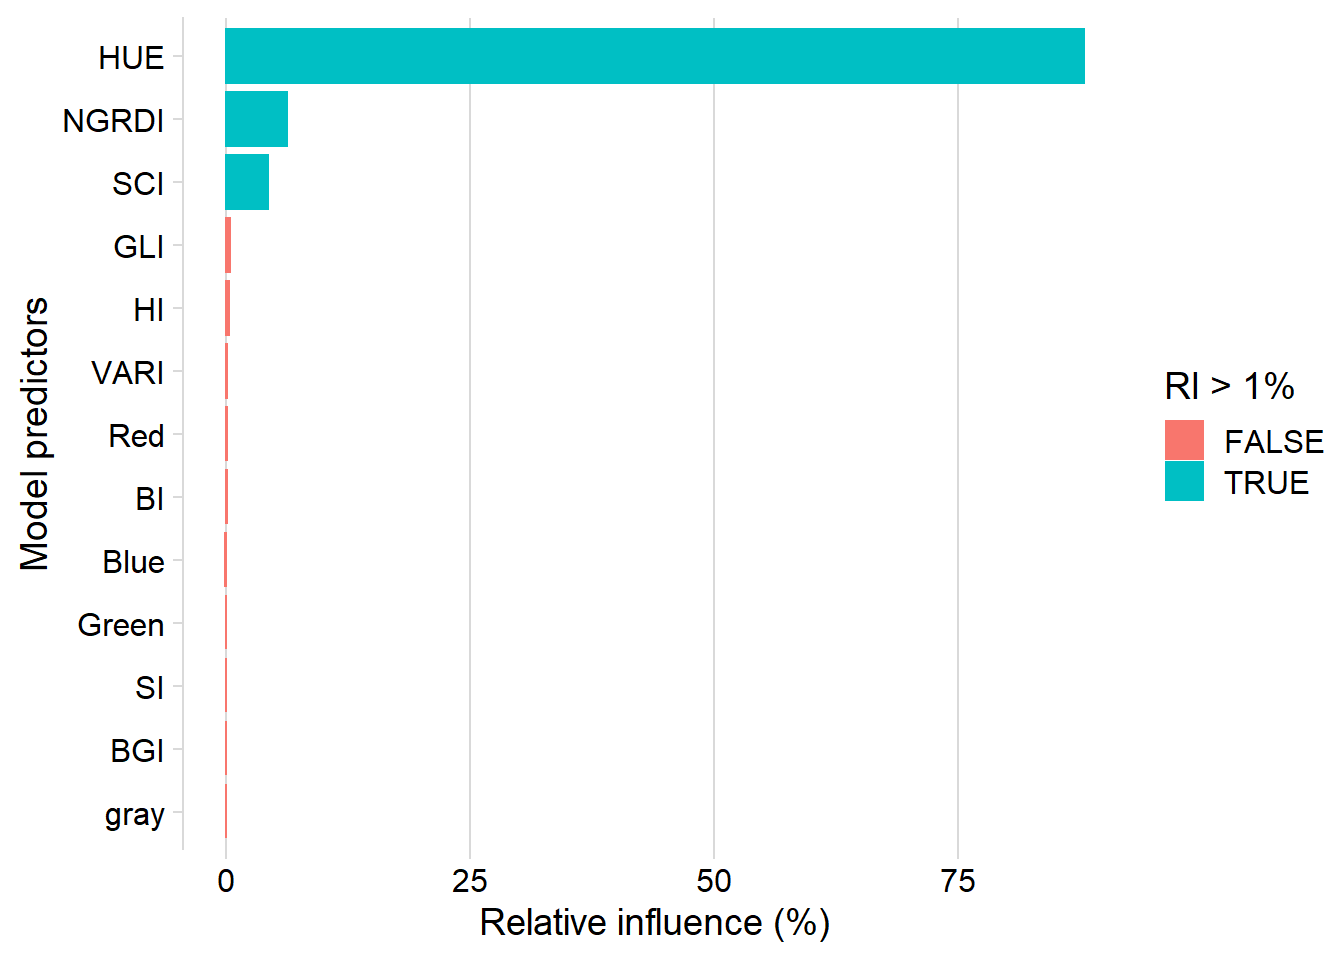 HUE
NGRDI
SCI
GLI
HI
VARI
Red
BI
Blue
Green
SI
BGI
gray
Model predictors
0 25 50 75
Relative influence (%)
RI > 1%
FALSE
TRUE